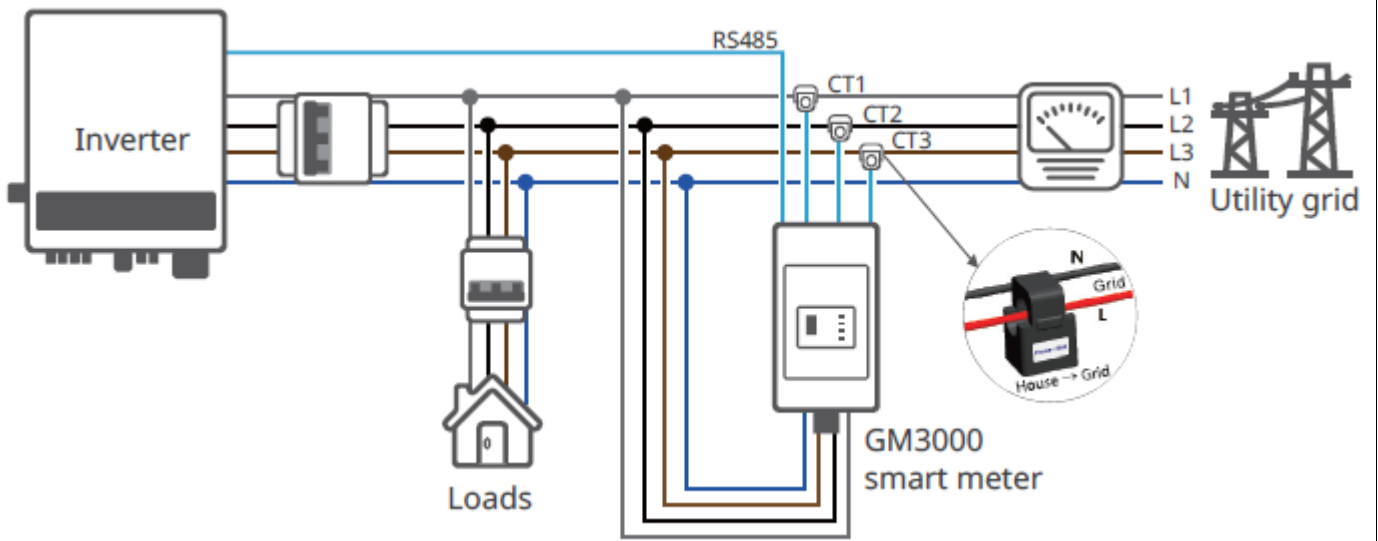 RS485
CT1
CT2
CT3
L1
L2
L3
N
Inverter
Utility grid
N
Grid
L
House → Grid
Loads
GM3000
smart meter